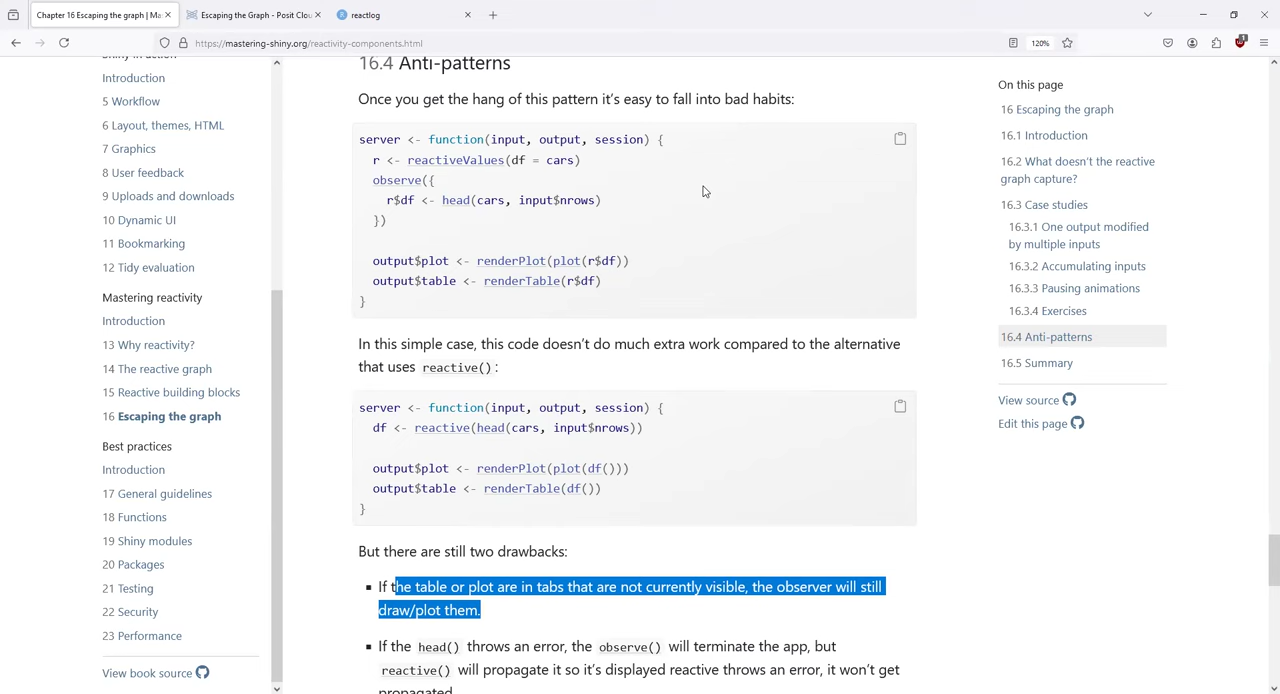 Chapter 16 Escaping the graph | Ma
Escaping the Graph - Posit Clou
reactlog
https://mastering-shiny.org/reactivity-components.html
120%
Introduction
5 Workflow
6 Layout, themes, HTML
7 Graphics
8 User feedback
9 Uploads and downloads
10 Dynamic UI
11 Bookmarking
12 Tidy evaluation
Mastering reactivity
Introduction
13 Why reactivity?
14 The reactive graph
15 Reactive building blocks
16 Escaping the graph
Best practices
Introduction
17 General guidelines
18 Functions
19 Shiny modules
20 Packages
21 Testing
22 Security
23 Performance
View book source
16.4 Anti-patterns
Once you get the hang of this pattern it's easy to fall into bad habits:
server <- function(input, output, session) {
r <- reactiveValues(df = cars)
observe({
r$df <- head(cars, input$nrows)
})
output$plot <- renderPlot(plot(r$df))
output$table <- renderTable(r$df)
}
In this simple case, this code doesn't do much extra work compared to the alternative
that uses reactive():
server <- function(input, output, session) {
df <- reactive(head(cars, input$nrows))
output$plot <- renderPlot(plot(df()))
output$table <- renderTable(df())
}
But there are still two drawbacks:
If the table or plot are in tabs that are not currently visible, the observer will still
draw/plot them.
If the head() throws an error, the observe() will terminate the app, but
reactive() will propagate it so it's displayed reactive throws an error, it won't get
propagated.
On this page
16 Escaping the graph
16.1 Introduction
16.2 What doesn't the reactive
graph capture?
16.3 Case studies
16.3.1 One output modified
by multiple inputs
16.3.2 Accumulating inputs
16.3.3 Pausing animations
16.3.4 Exercises
16.4 Anti-patterns
16.5 Summary
View source
Edit this page